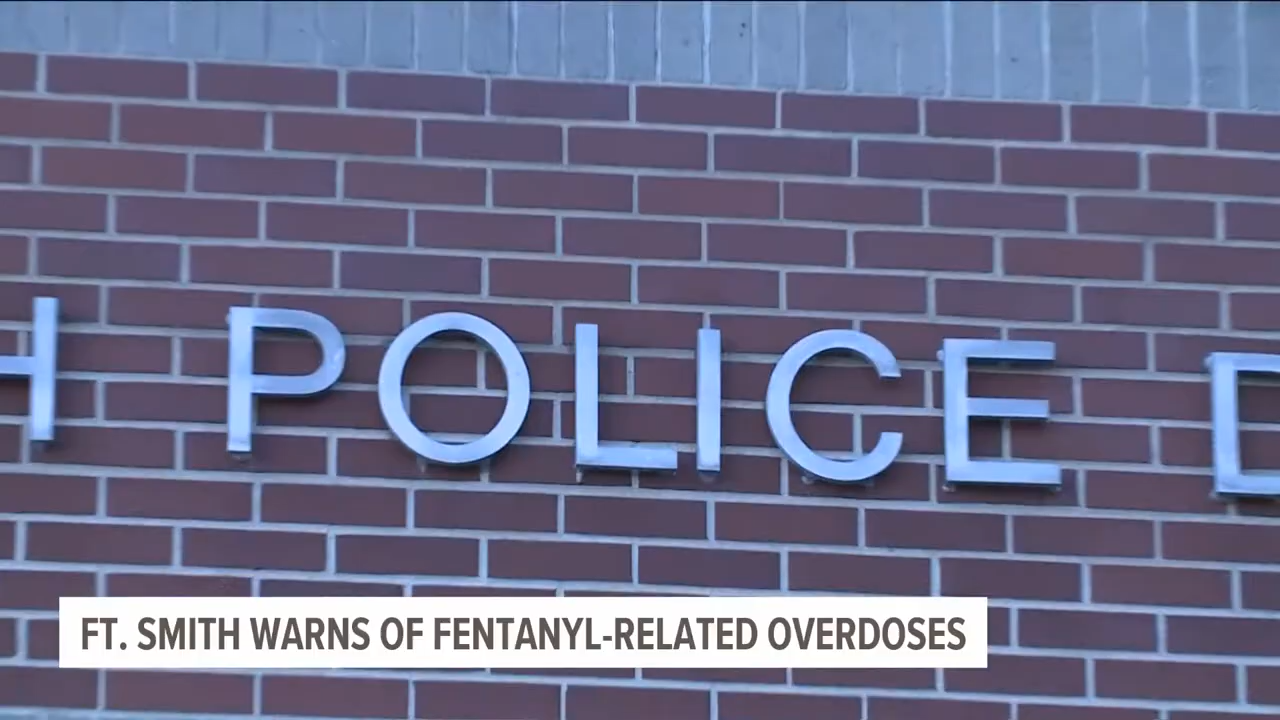 H POLICE D
FT. SMITH WARNS OF FENTANYL-RELATED OVERDOSES